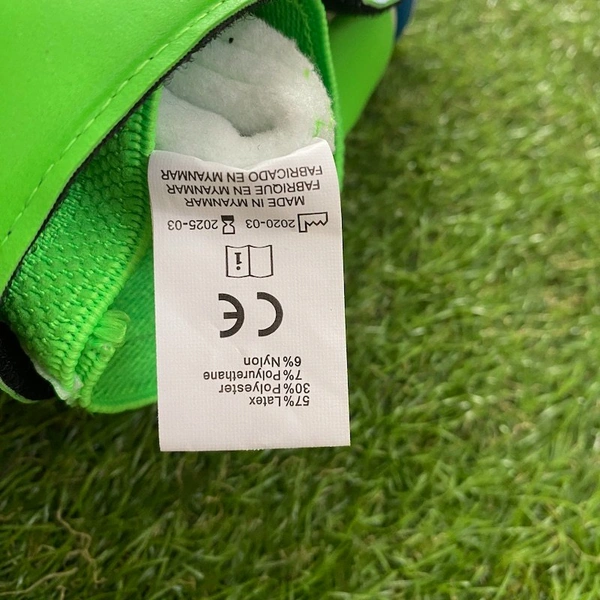 57% Latex
30% Polyester
7% Polyurethane
6% Nylon
CE
i
2020-03 2025-03
MADE IN MYANMAR
FABRIQUE EN MYANMAR
FABRICADO EN MYANMAR